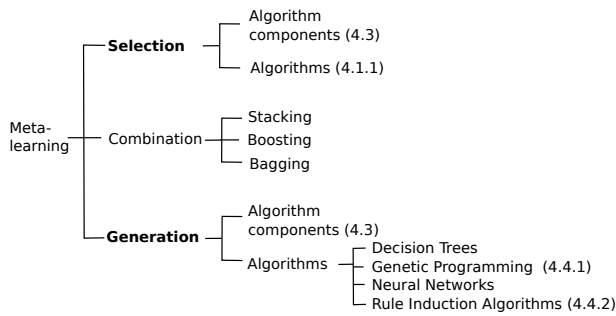 Algorithm
components (4.3)
Selection
Algorithms (4.1.1)
Meta-
learning
Combination
Stacking
Boosting
Bagging
Algorithm
components (4.3)
Generation
Algorithms
Decision Trees
Genetic Programming (4.4.1)
Neural Networks
Rule Induction Algorithms (4.4.2)